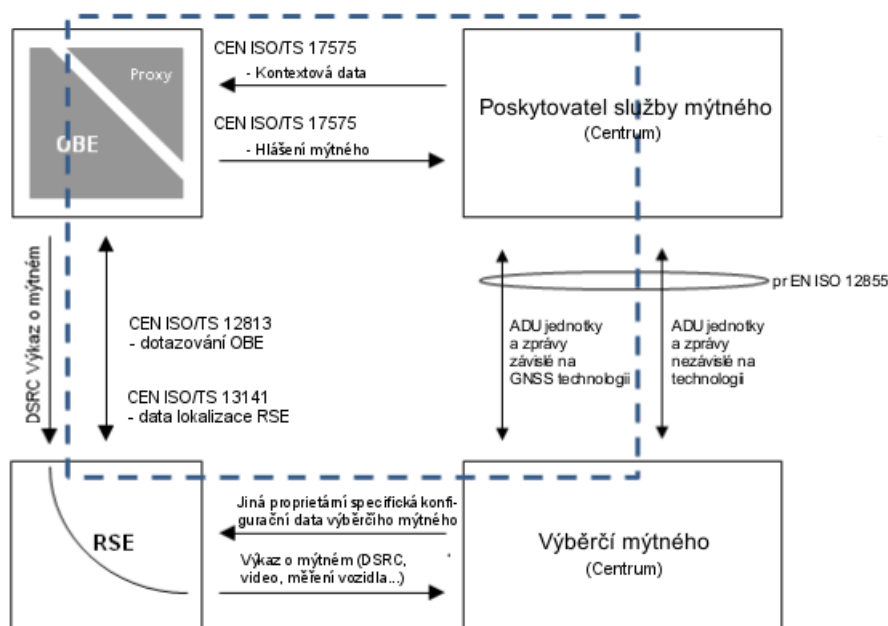 Proxy
OBE
CEN ISO/TS 17575
- Kontextová data
CEN ISO/TS 17575
- Hlášení mýtného
Poskytovatel služby mýtného
(Centrum)
DSRC Výkaz o mýtném
CEN ISO/TS 12813
- dotazování OBE
CEN ISO/TS 13141
- data lokalizace RSE
pr EN ISO 12855
ADU jednotky
a zprávy
závislé na
GNSS technologii
ADU jednotky
a zprávy
nezávislé na
technologii
RSE
Jiná proprietární specifická konfi-
gurační data výběrčího mýtného
Výkaz o mýtném (DSRC,
video, měření vozidla...)
Výběrčí mýtného
(Centrum)